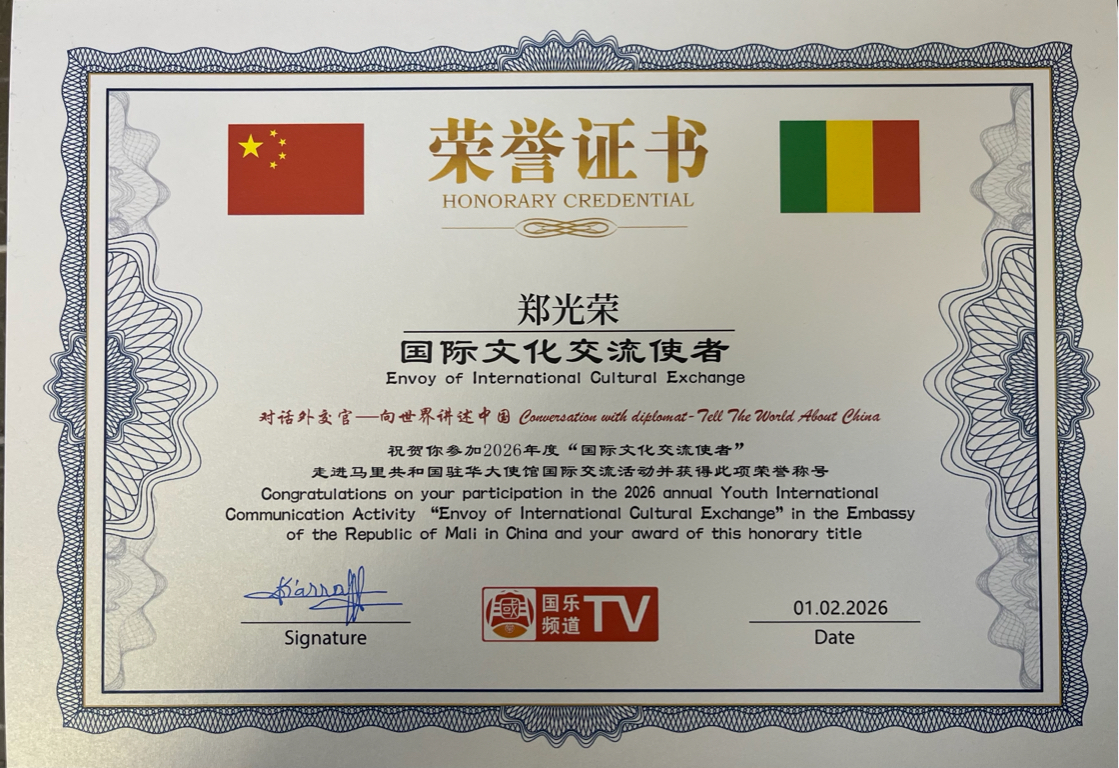 荣誉证书
HONORARY CREDENTIAL
郑光荣
国际文化交流使者
Envoy of International Cultural Exchange
对话外交官——向世界讲述中国 Conversation with diplomat-Tell The World About China
祝贺你参加2026年度“国际文化交流使者”
走进马里共和国驻华大使馆国际交流活动并获得此项荣誉称号
Congratulations on your participation in the 2026 annual Youth International
Communication Activity “Envoy of International Cultural Exchange” in the Embassy
of the Republic of Mali in China and your award of this honorary title
Signature
国乐
频道
TV
01.02.2026
Date